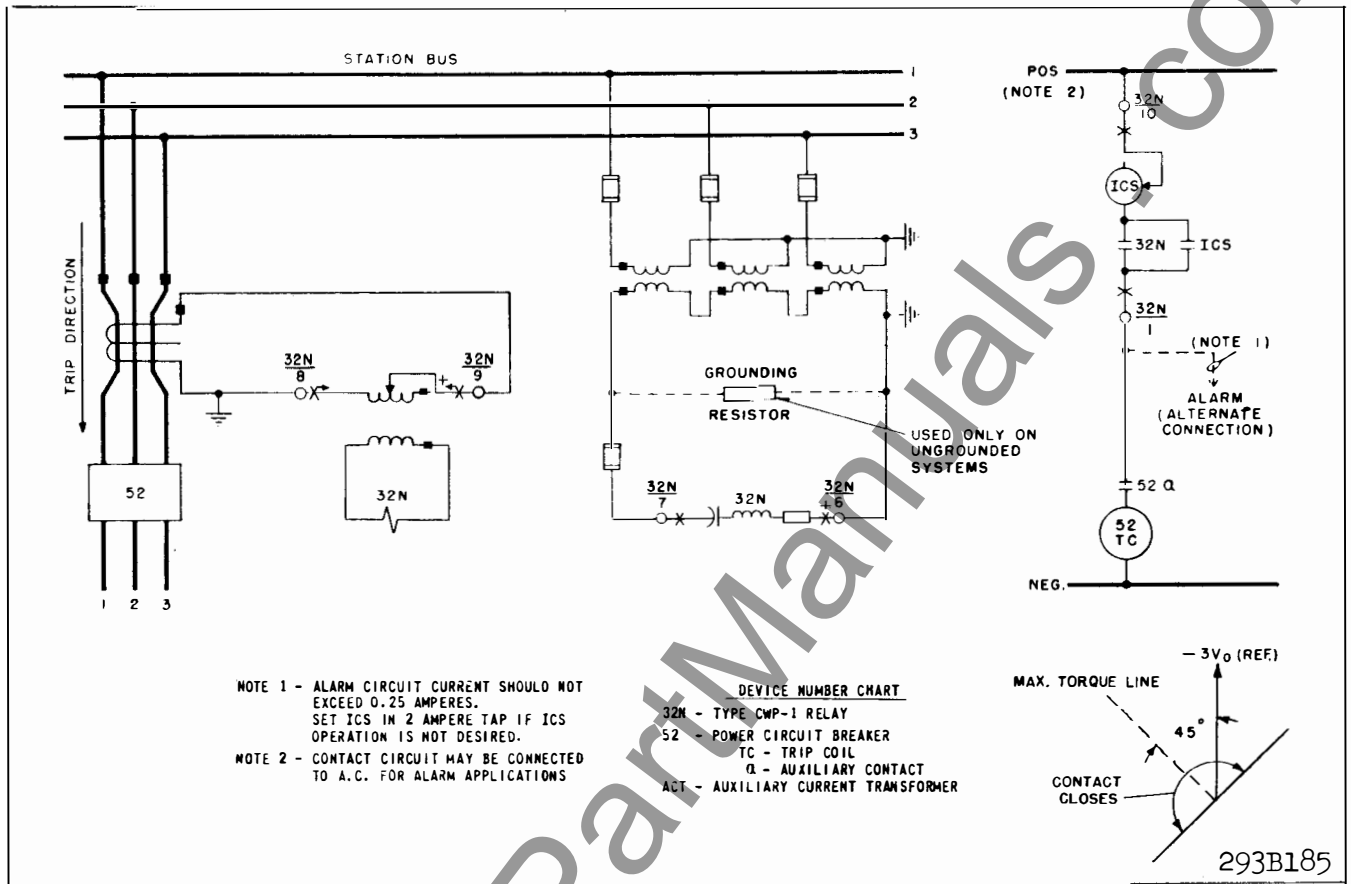 STATION BUS
1
2
3
TRIP DIRECTION
32N
8
32N
+
9
32N
52
1 2 3
GROUNDING
RESISTOR
USED ONLY ON
UNGROUNDED
SYSTEMS
32N
7
32N
32N
+
6
POS
(NOTE 2)
32N
10
ICS
32N
ICS
32N
1
(NOTE 1)
ALARM
(ALTERNATE
CONNECTION)
52 a
52
TC
NEG.
NOTE 1 - ALARM CIRCUIT CURRENT SHOULD NOT
EXCEED 0.25 AMPERES.
SET ICS IN 2 AMPERE TAP IF ICS
OPERATION IS NOT DESIRED.
NOTE 2 - CONTACT CIRCUIT MAY BE CONNECTED
TO A.C. FOR ALARM APPLICATIONS
DEVICE NUMBER CHART
32N - TYPE CWP-1 RELAY
52 - POWER CIRCUIT BREAKER
TC - TRIP COIL
a - AUXILIARY CONTACT
ACT - AUXILIARY CURRENT TRANSFORMER
-3V0 (REF.)
MAX. TORQUE LINE
45°
CONTACT
CLOSES
293B185
PartManuals.co